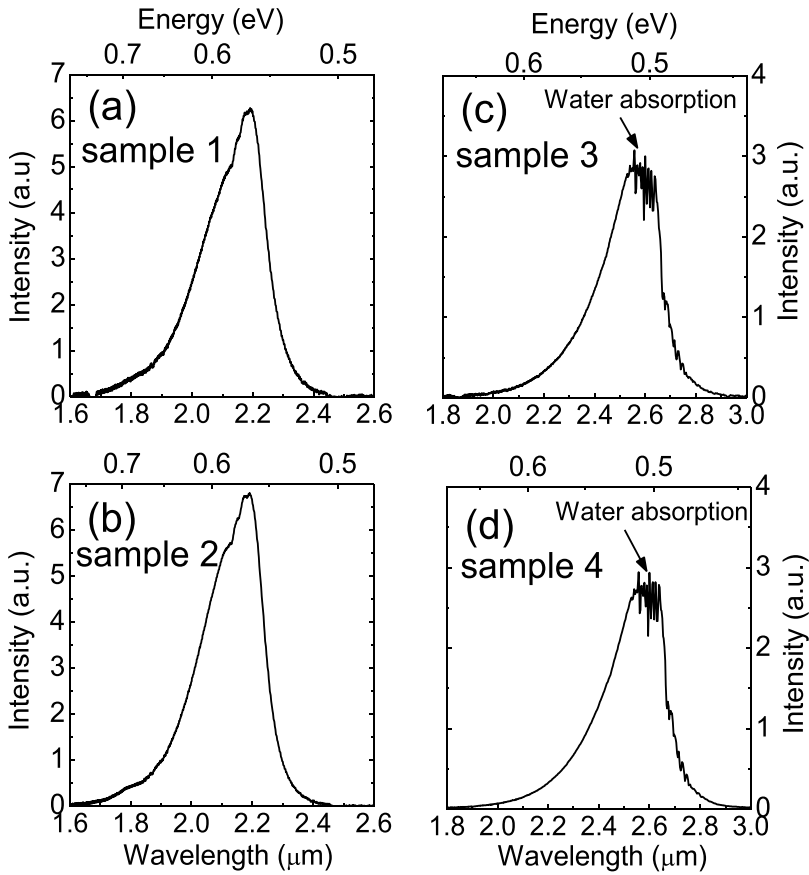 Energy (eV)
0.7 0.6 0.5
7
6
5
4
3
2
1
0
Intensity (a.u)
(a)
sample 1
1.6 1.8 2.0 2.2 2.4 2.6
Energy (eV)
0.6 0.5
4
3
2
1
0
Intensity (a.u.)
(c)
Water absorption
sample 3
1.8 2.0 2.2 2.4 2.6 2.8 3.0
0.7 0.6 0.5
7
6
5
4
3
2
1
0
Intensity (a.u.)
(b)
sample 2
1.6 1.8 2.0 2.2 2.4 2.6
Wavelength (μm)
0.6 0.5
4
3
2
1
0
Intensity (a.u.)
(d)
Water absorption
sample 4
1.8 2.0 2.2 2.4 2.6 2.8 3.0
Wavelength (μm)